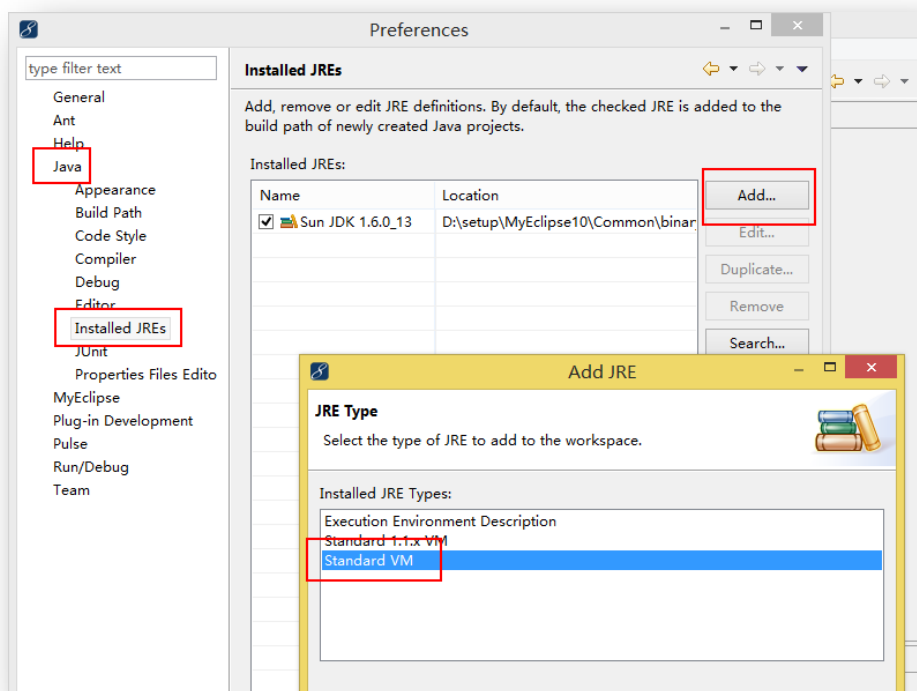 Preferences
type filter text
General
Ant
Help
Java
Appearance
Build Path
Code Style
Compiler
Debug
Editor
Installed JREs
JUnit
Properties Files Edito
MyEclipse
Plug-in Development
Pulse
Run/Debug
Team
Installed JREs
Add, remove or edit JRE definitions. By default, the checked JRE is added to the
build path of newly created Java projects.
Installed JREs:
Name Location
Sun JDK 1.6.0_13 D:\setup\MyEclipse10\Common\binar
Add...
Edit...
Duplicate...
Remove
Search...
Add JRE
JRE Type
Select the type of JRE to add to the workspace.
Installed JRE Types:
Execution Environment Description
Standard 1.1.x VM
Standard VM